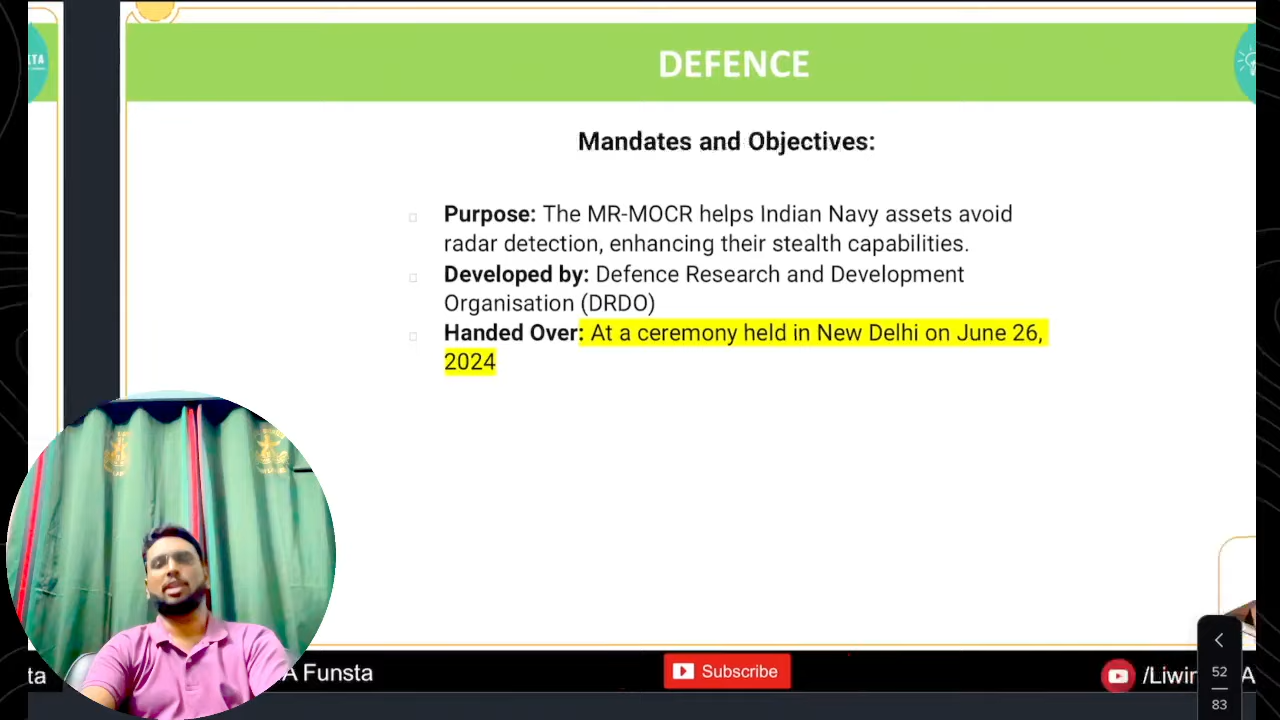 ITA
DEFENCE
Mandates and Objectives:
Purpose: The MR-MOCR helps Indian Navy assets avoid
radar detection, enhancing their stealth capabilities.
Developed by: Defence Research and Development
Organisation (DRDO)
Handed Over: At a ceremony held in New Delhi on June 26,
2024
ta
A Funsta
Subscribe
/Liwin
A
52
83